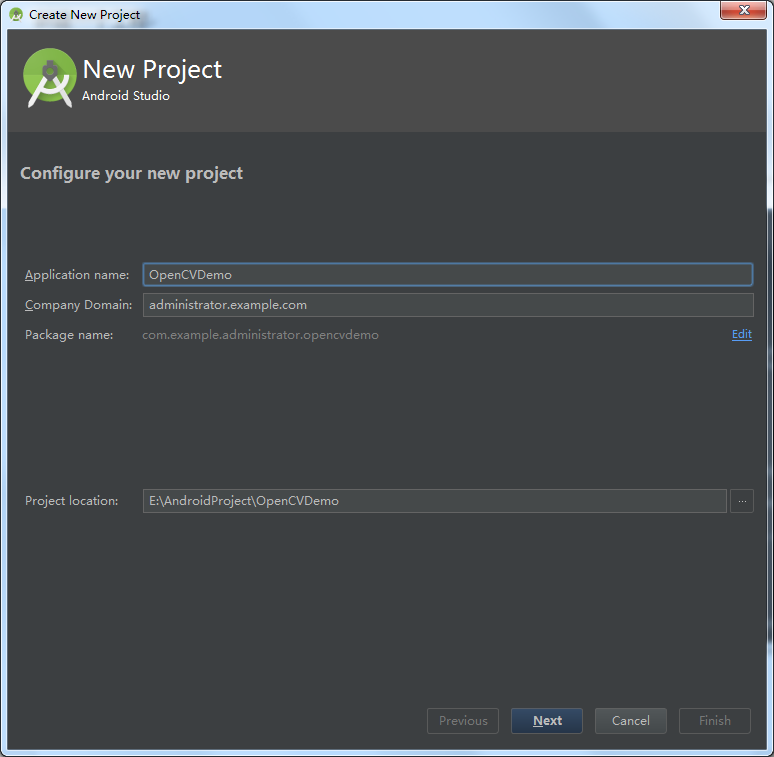 Create New Project
New Project
Android Studio
Configure your new project
Application name: OpenCVDemo
Company Domain: administrator.example.com
Package name: com.example.administrator.opencvdemo Edit
Project location: E:\AndroidProject\OpenCVDemo ...
Previous Next Cancel Finish